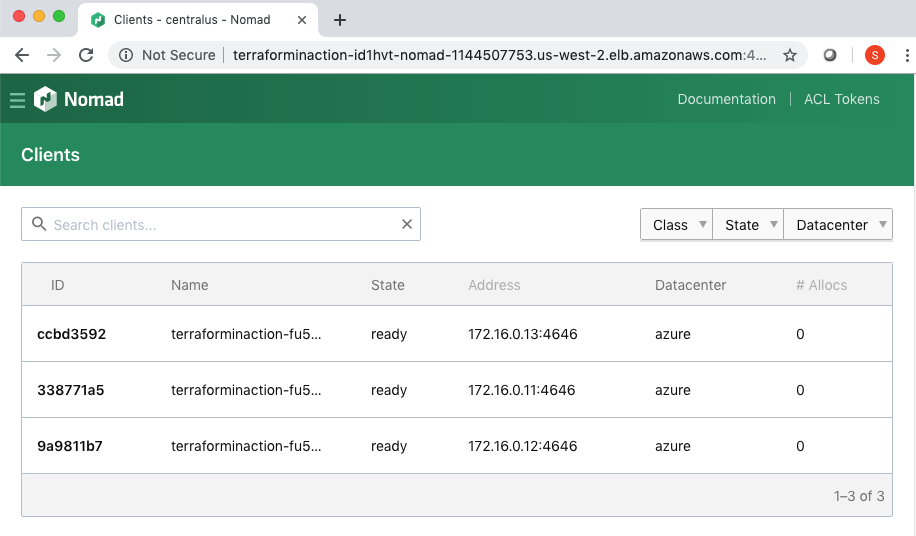 Clients - centralus - Nomad
Not Secure terraforminaction-id1hvt-nomad-1144507753.us-west-2.elb.amazonaws.com:4... S
Nomad Documentation ACL Tokens
Clients
Search clients... Class State Datacenter
ID Name State Address Datacenter # Allocs
ccbd3592 terraforminaction-fu5... ready 172.16.0.13:4646 azure 0
338771a5 terraforminaction-fu5... ready 172.16.0.11:4646 azure 0
9a9811b7 terraforminaction-fu5... ready 172.16.0.12:4646 azure 0
1–3 of 3